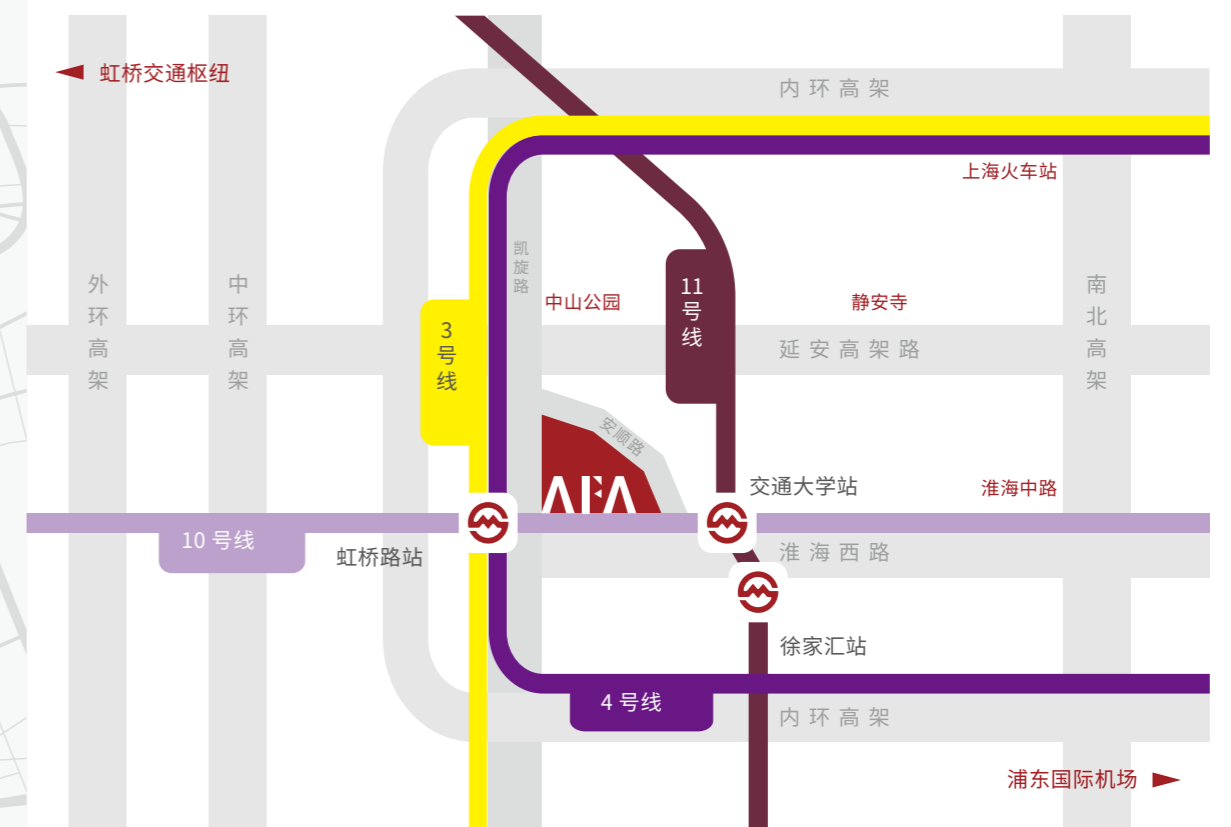 虹桥交通枢纽
内环高架
上海火车站
凯旋路
外环高架
中环高架
南北高架
中山公园
11号线
静安寺
3号线
延安高架路
安顺路
AFA
交通大学站
淮海中路
10 号线
虹桥路站
淮海西路
徐家汇站
4 号线
内环高架
浦东国际机场